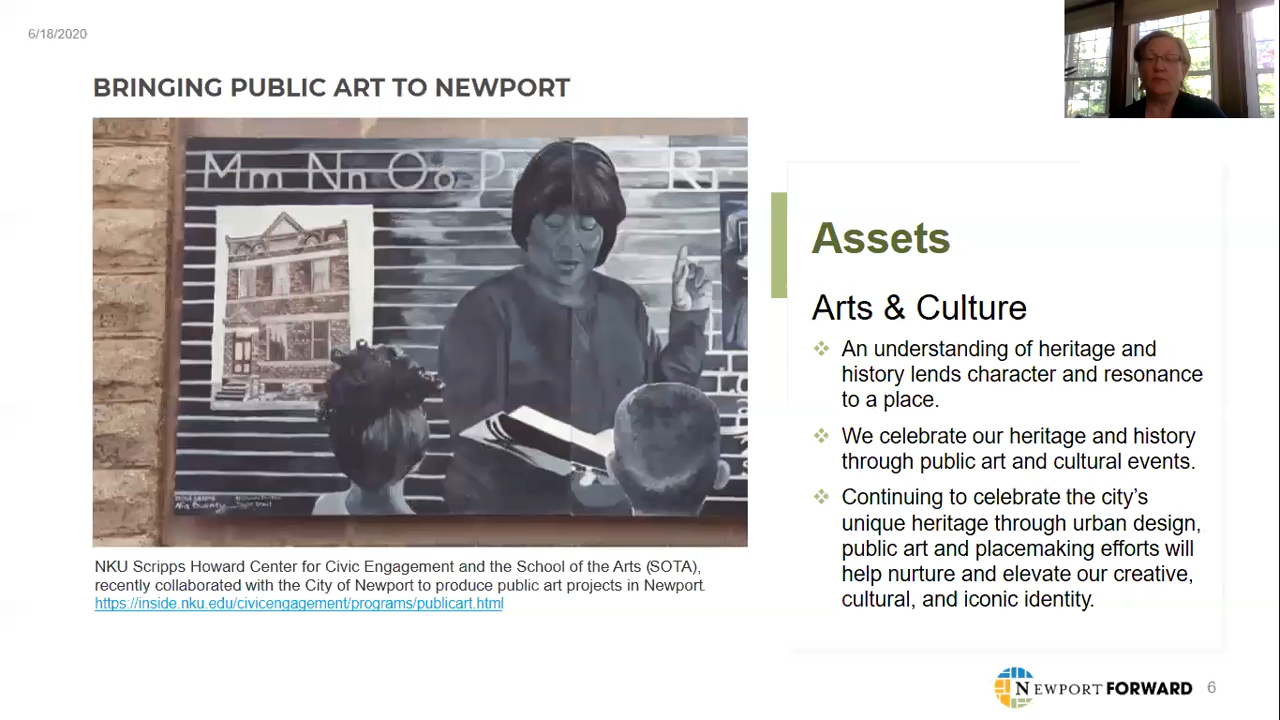 6/18/2020
BRINGING PUBLIC ART TO NEWPORT
Mm Nn Oo P R
Assets
Arts & Culture
An understanding of heritage and
history lends character and resonance
to a place.
We celebrate our heritage and history
through public art and cultural events.
Continuing to celebrate the city’s
unique heritage through urban design,
public art and placemaking efforts will
help nurture and elevate our creative,
cultural, and iconic identity.
NKU Scripps Howard Center for Civic Engagement and the School of the Arts (SOTA),
recently collaborated with the City of Newport to produce public art projects in Newport.
https://inside.nku.edu/civicengagement/programs/publicart.html
NEWPORT FORWARD 6